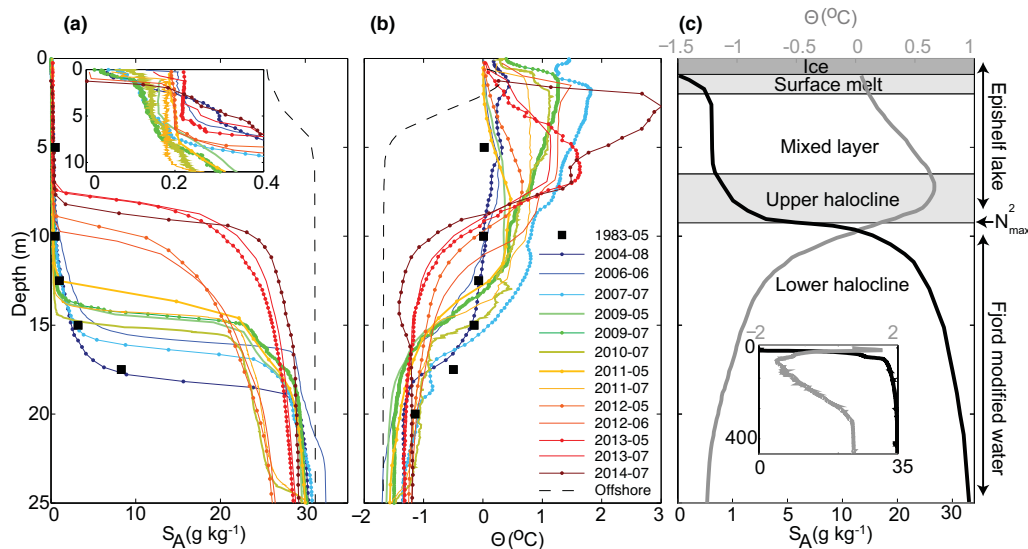 (a)
(b)
(c)
Θ (°C)
−1.5 −1 −0.5 0 0.5 1
0
5
10
15
20
25
Depth (m)
0
5
10
0 0.2 0.4
0 10 20 30
S_A (g kg⁻¹)
1983-05
2004-08
2006-06
2007-07
2009-05
2009-07
2010-07
2011-05
2011-07
2012-05
2012-06
2013-05
2013-07
2014-07
Offshore
−2 −1 0 1 2 3
Θ (°C)
Ice
Surface melt
Mixed layer
Upper halocline
Lower halocline
Epishelf lake
N²max
Fjord modified water
−2 2
0
400
0 35
0 1 10 20 30
S_A (g kg⁻¹)